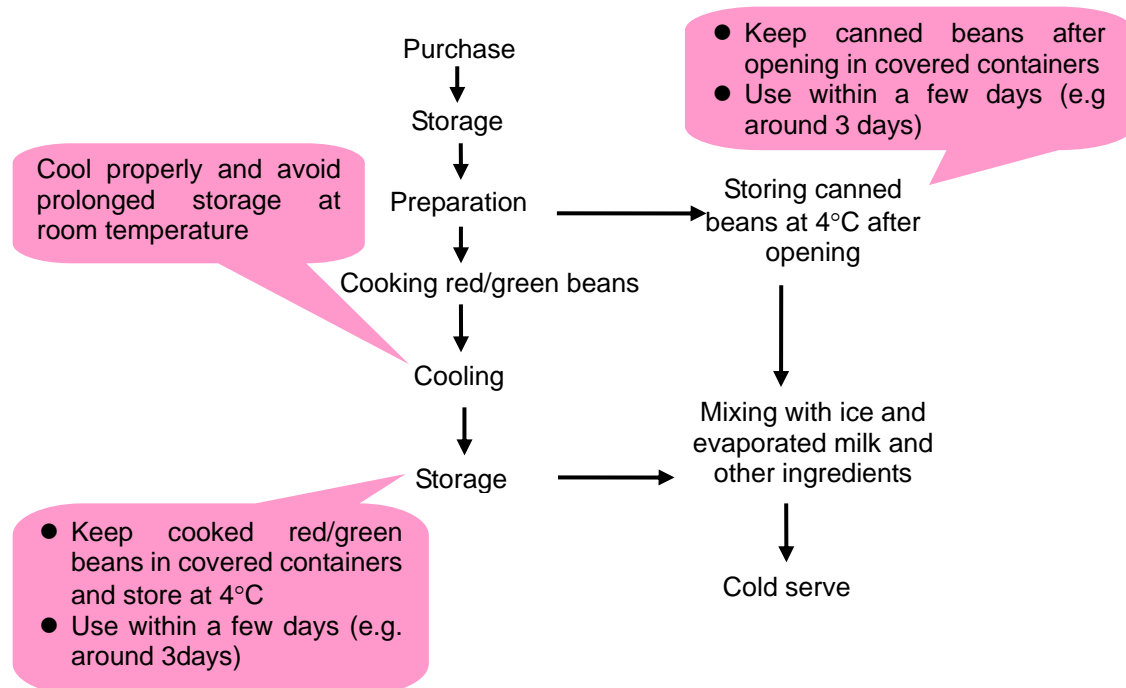 Purchase
Storage
Preparation
Cooking red/green beans
Cooling
Storage
Cool properly and avoid
prolonged storage at
room temperature
● Keep cooked red/green
beans in covered containers
and store at 4°C
● Use within a few days (e.g.
around 3days)
● Keep canned beans after
opening in covered containers
● Use within a few days (e.g
around 3 days)
Storing canned
beans at 4°C after
opening
Mixing with ice and
evaporated milk and
other ingredients
Cold serve